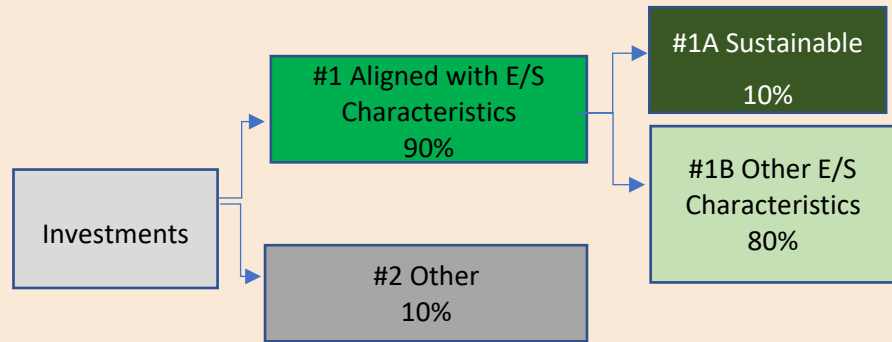 Investments
#1 Aligned with E/S
Characteristics
90%
#2 Other
10%
#1A Sustainable
10%
#1B Other E/S
Characteristics
80%